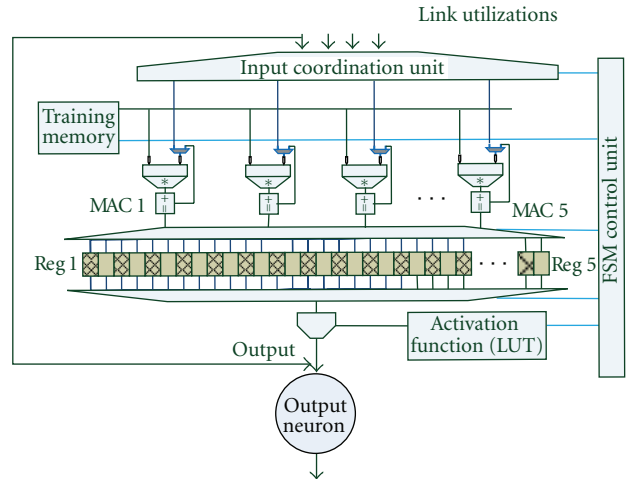 Link utilizations
Input coordination unit
Training
memory
*
*
*
*
+
=
+
=
+
=
+
=
MAC 1
. . .
MAC 5
Reg 1
. . .
Reg 5
FSM control unit
Activation
function (LUT)
Output
Output
neuron